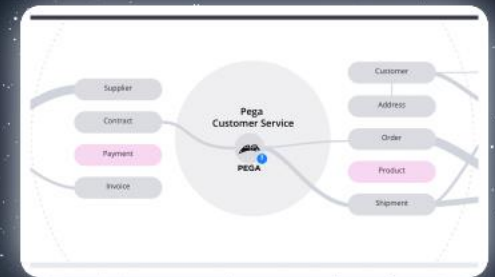 Supplier
Contract
Payment
Invoice
Pega
Customer Service
PEGA
Customer
Address
Order
Product
Shipment